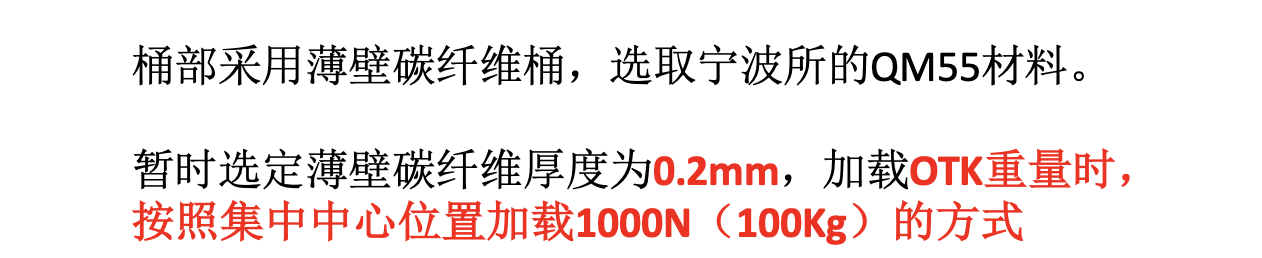 桶部采用薄壁碳纤维桶，选取宁波所的QM55材料。
暂时选定薄壁碳纤维厚度为0.2mm，加载OTK重量时，
按照集中中心位置加载1000N（100Kg）的方式